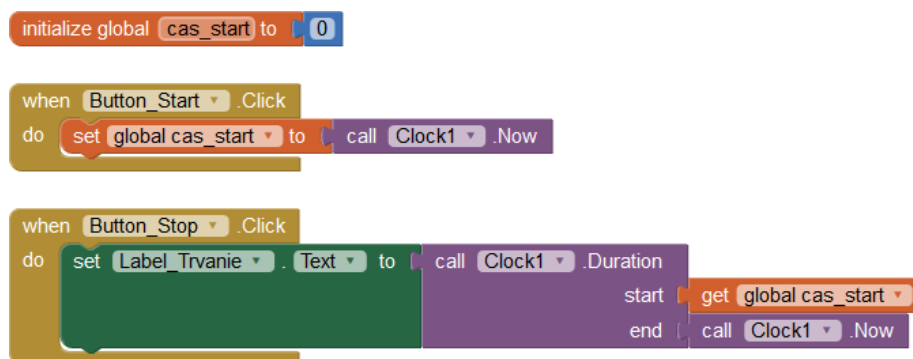 initialize global cas_start to 0
when Button_Start .Click
do set global cas_start to call Clock1 .Now
when Button_Stop .Click
do set Label_Trvanie . Text to call Clock1 .Duration
start get global cas_start
end call Clock1 .Now